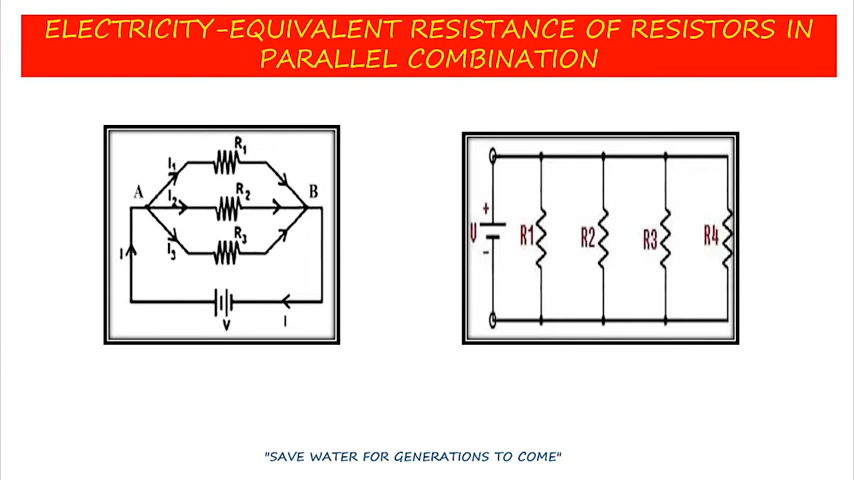 ELECTRICITY-EQUIVALENT RESISTANCE OF RESISTORS IN
PARALLEL COMBINATION
R1
I1
A
I2
R2
B
R3
I3
I
V
I
+
V
-
R1
R2
R3
R4
"SAVE WATER FOR GENERATIONS TO COME"